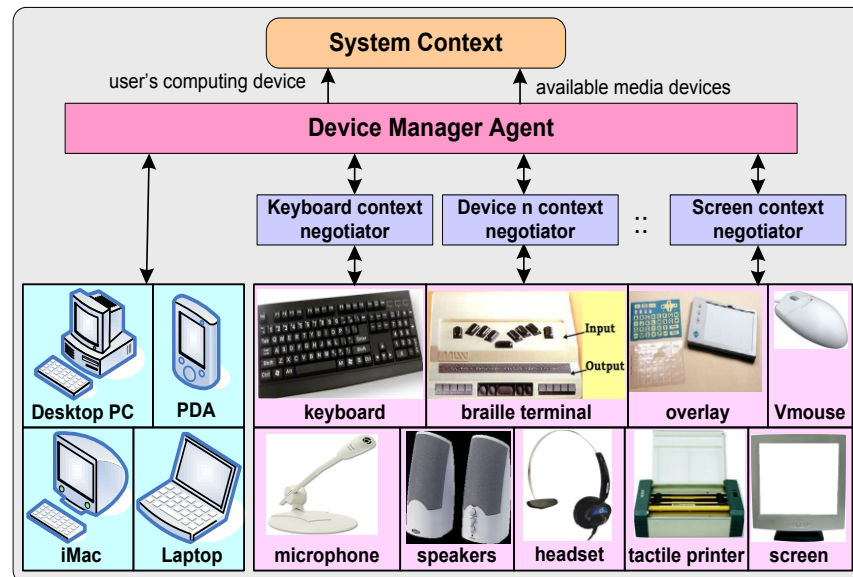 System Context
user's computing device
available media devices
Device Manager Agent
Keyboard context
negotiator
Device n context
negotiator
::
Screen context
negotiator
Input
Output
Desktop PC
PDA
keyboard
braille terminal
overlay
Vmouse
iMac
Laptop
microphone
speakers
headset
tactile printer
screen